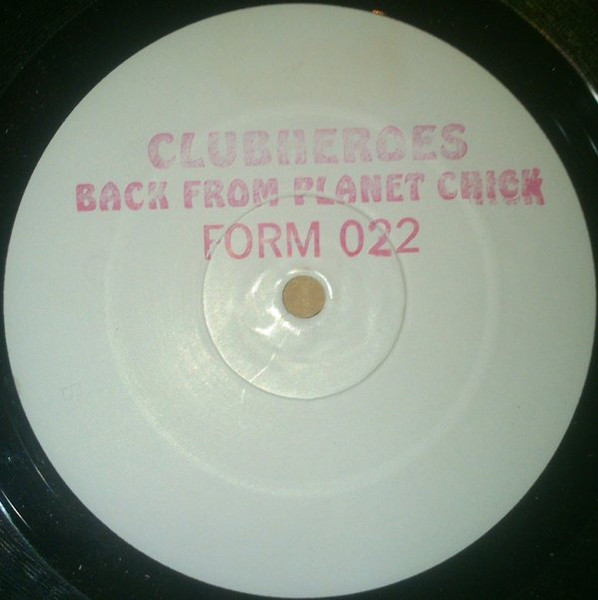 CLUBHEROES
BACK FROM PLANET CHICK
FORM 022